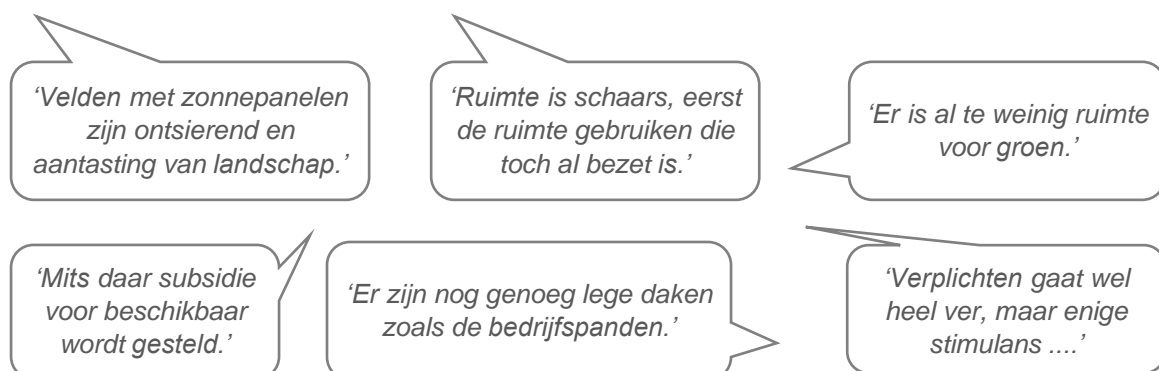 ‘Velden met zonnepanelen
zijn ontsierend en
aantasting van landschap.’
‘Ruimte is schaars, eerst
de ruimte gebruiken die
toch al bezet is.’
‘Er is al te weinig ruimte
voor groen.’
‘Mits daar subsidie
voor beschikbaar
wordt gesteld.’
‘Er zijn nog genoeg lege daken
zoals de bedrijfspanden.’
‘Verplichten gaat wel
heel ver, maar enige
stimulans ....’